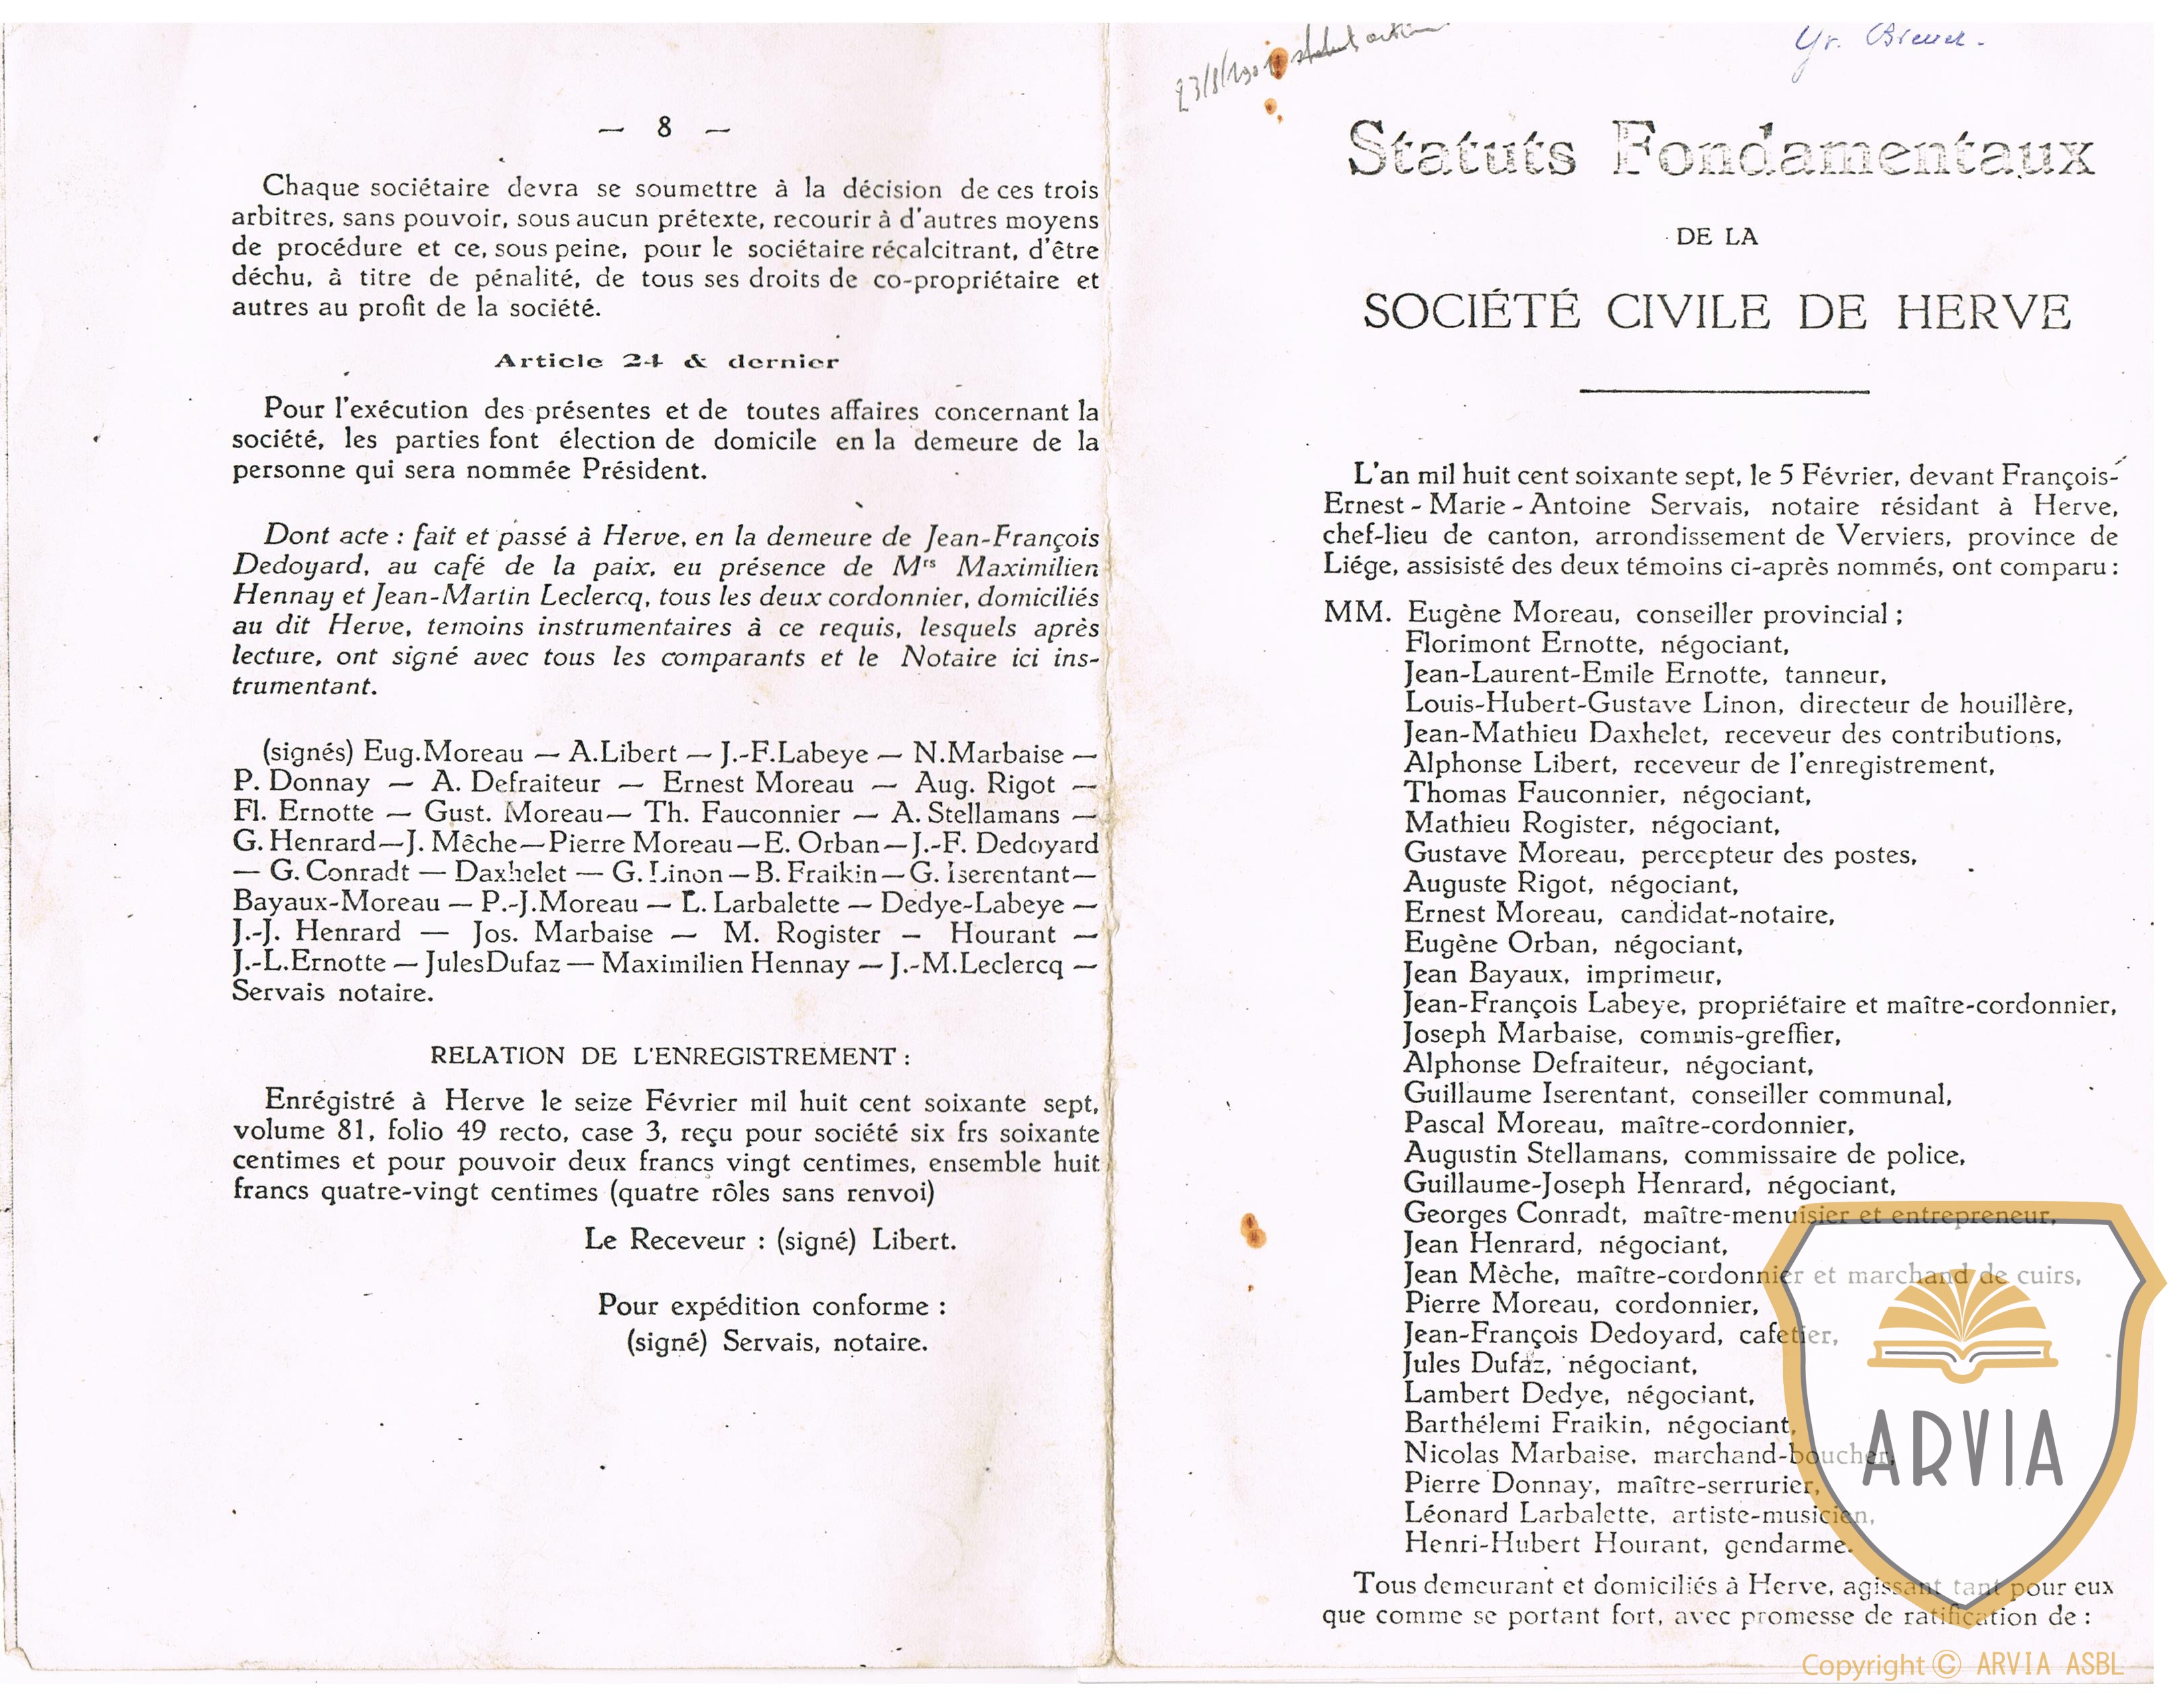 — 8 —
Chaque sociétaire devra se soumettre à la décision de ces trois
arbitres, sans pouvoir, sous aucun prétexte, recourir à d'autres moyens
de procédure et ce, sous peine, pour le sociétaire récalcitrant, d'être
déchu, à titre de pénalité, de tous ses droits de co-propriétaire et
autres au profit de la société.
Article 24 & dernier
Pour l'exécution des présentes et de toutes affaires concernant la
société, les parties font élection de domicile en la demeure de la
personne qui sera nommée Président.
Dont acte : fait et passé à Herve, en la demeure de Jean-François
Dedoyard, au café de la paix, eu présence de Mrs Maximilien
Hennay et Jean-Martin Leclercq, tous les deux cordonnier, domiciliés
au dit Herve, temoins instrumentaires à ce requis, lesquels après
lecture, ont signé avec tous les comparants et le Notaire ici ins-
trumentant.
(signés) Eug.Moreau — A.Libert — J.-F.Labeye — N.Marbaise —
P. Donnay — A. Defraiteur — Ernest Moreau — Aug. Rigot —
Fl. Ernotte — Gust. Moreau— Th. Fauconnier — A. Stellamans —
G. Henrard—J. Mêche—Pierre Moreau—E. Orban—J.-F. Dedoyard
— G. Conradt — Daxhelet — G. Linon—B. Fraikin—G. Iserentant—
Bayaux-Moreau — P.-J.Moreau — L. Larbalette — Dedye-Labeye —
J.-J. Henrard — Jos. Marbaise — M. Rogister — Hourant —
J.-L.Ernotte — JulesDufaz — Maximilien Hennay — J.-M.Leclercq —
Servais notaire.
RELATION DE L'ENREGISTREMENT :
Enrégistré à Herve le seize Février mil huit cent soixante sept,
volume 81, folio 49 recto, case 3, reçu pour société six frs soixante
centimes et pour pouvoir deux francs vingt centimes, ensemble huit
francs quatre-vingt centimes (quatre rôles sans renvoi)
Le Receveur : (signé) Libert.
Pour expédition conforme :
(signé) Servais, notaire.
Statuts Fondamentaux
DE LA
SOCIÉTÉ CIVILE DE HERVE
L'an mil huit cent soixante sept, le 5 Février, devant François-
Ernest - Marie - Antoine Servais, notaire résidant à Herve,
chef-lieu de canton, arrondissement de Verviers, province de
Liége, assisisté des deux témoins ci-après nommés, ont comparu :
MM. Eugène Moreau, conseiller provincial ;
Florimont Ernotte, négociant,
Jean-Laurent-Emile Ernotte, tanneur,
Louis-Hubert-Gustave Linon, directeur de houillère,
Jean-Mathieu Daxhelet, receveur des contributions,
Alphonse Libert, receveur de l'enregistrement,
Thomas Fauconnier, négociant,
Mathieu Rogister, négociant,
Gustave Moreau, percepteur des postes,
Auguste Rigot, négociant,
Ernest Moreau, candidat-notaire,
Eugène Orban, négociant,
Jean Bayaux, imprimeur,
Jean-François Labeye, propriétaire et maître-cordonnier,
Joseph Marbaise, commis-greffier,
Alphonse Defraiteur, négociant,
Guillaume Iserentant, conseiller communal,
Pascal Moreau, maître-cordonnier,
Augustin Stellamans, commissaire de police,
Guillaume-Joseph Henrard, négociant,
Georges Conradt, maître-menuisier et entrepreneur,
Jean Henrard, négociant,
Jean Mèche, maître-cordonnier et marchand de cuirs,
Pierre Moreau, cordonnier,
Jean-François Dedoyard, cafetier,
Jules Dufaz, négociant,
Lambert Dedye, négociant,
Barthélemi Fraikin, négociant,
Nicolas Marbaise, marchand-boucher,
Pierre Donnay, maître-serrurier,
Léonard Larbalette, artiste-musicien,
Henri-Hubert Hourant, gendarme.
Tous demeurant et domiciliés à Herve, agissant tant pour eux
que comme se portant fort, avec promesse de ratification de :
ARVIA
Copyright © ARVIA ASBL